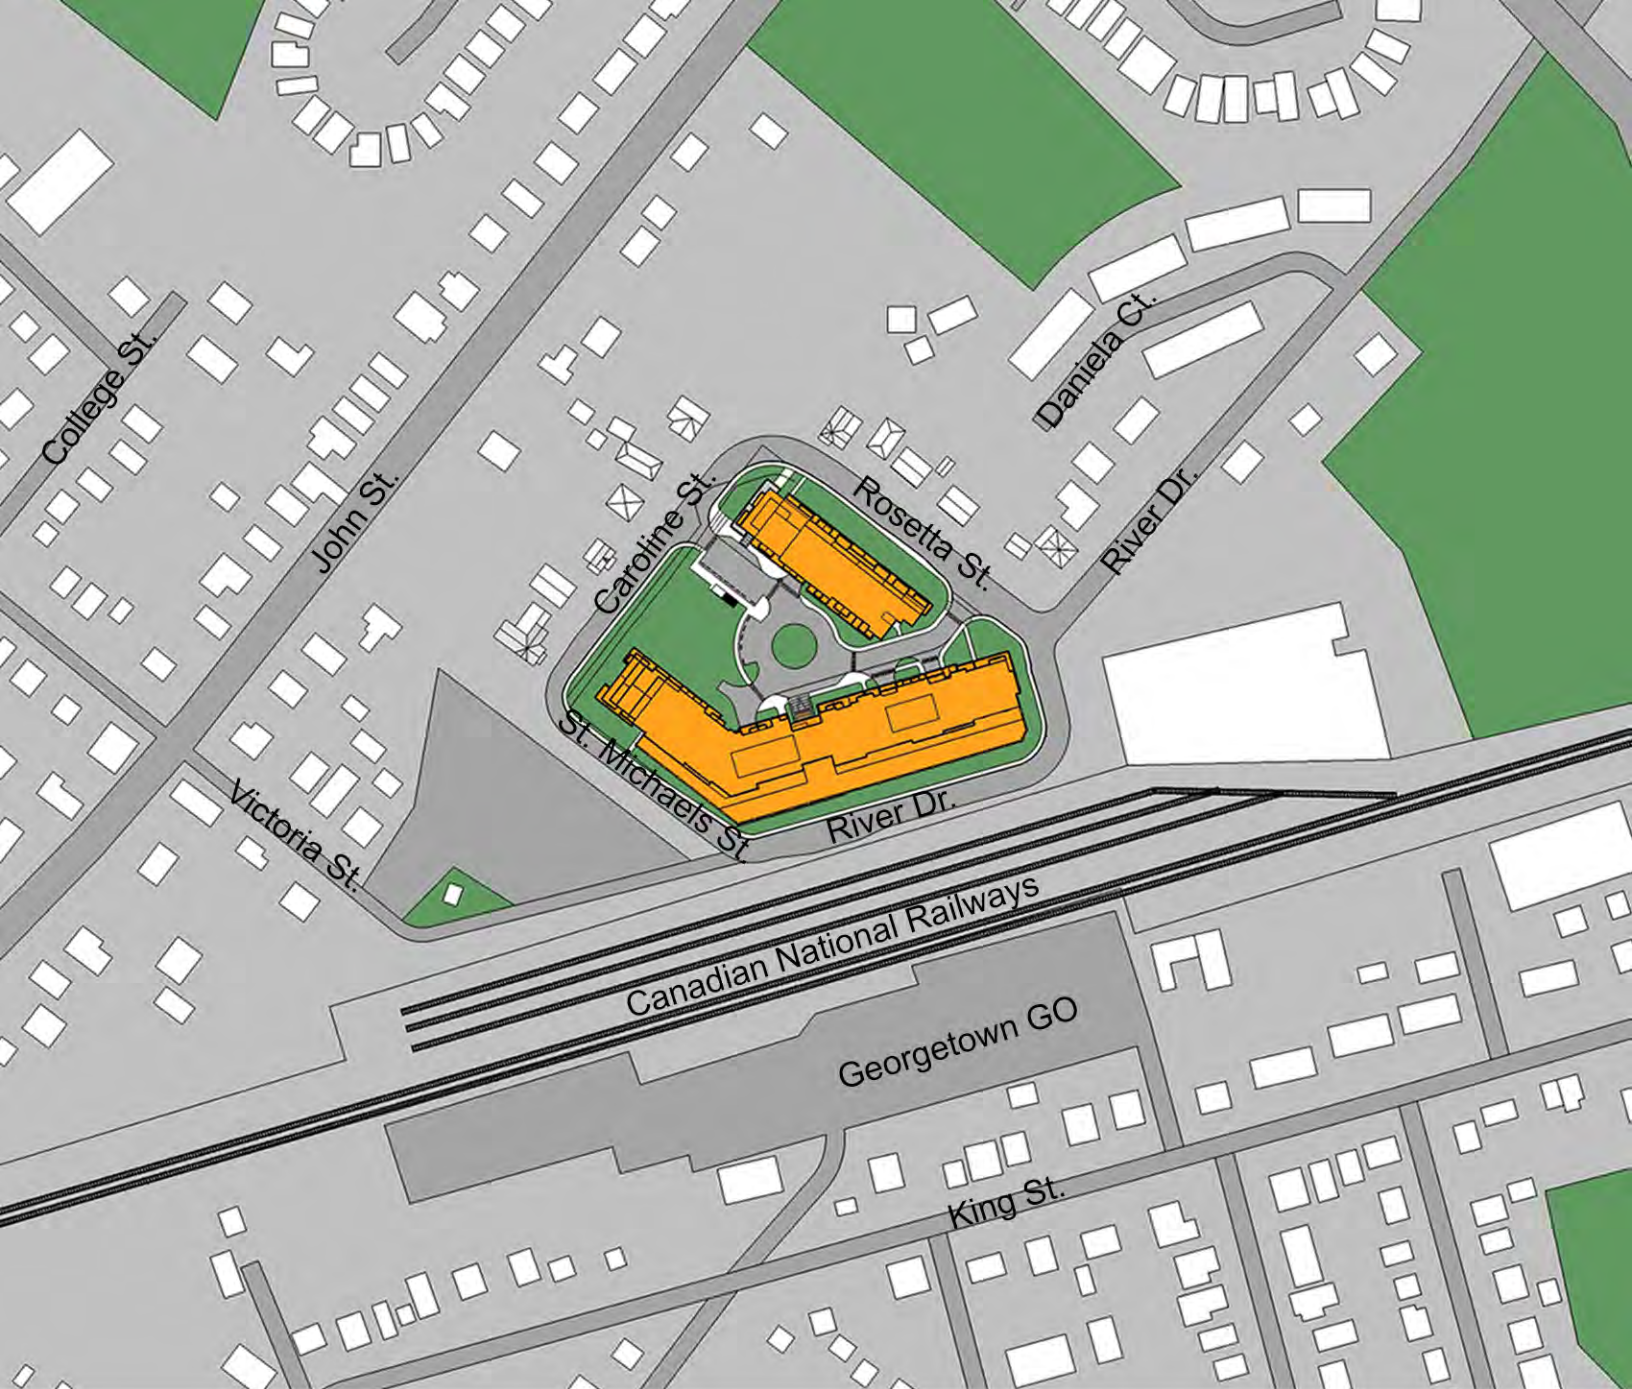 Daniela Ct.
College St.
John St.
Caroline St.
Rosetta St.
River Dr.
St. Michaels St.
Victoria St.
River Dr.
Canadian National Railways
Georgetown GO
King St.